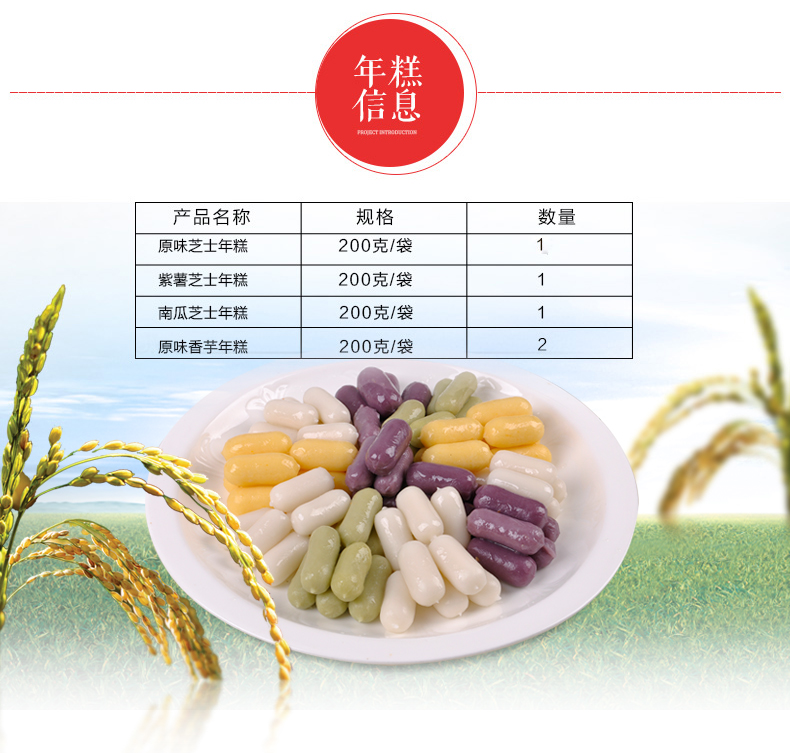 年糕
信息
PROJECT INTRODUCTION
产品名称 规格 数量
原味芝士年糕 200克/袋 1
紫薯芝士年糕 200克/袋 1
南瓜芝士年糕 200克/袋 1
原味香芋年糕 200克/袋 2